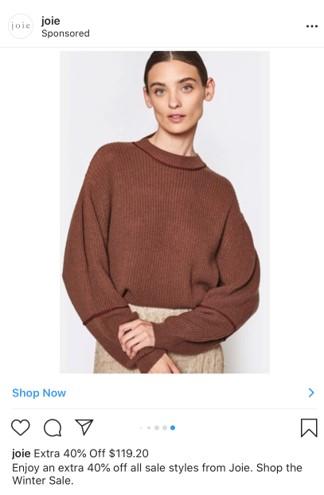 joie
joie
Sponsored
Shop Now
joie Extra 40% Off $119.20
Enjoy an extra 40% off all sale styles from Joie. Shop the
Winter Sale.